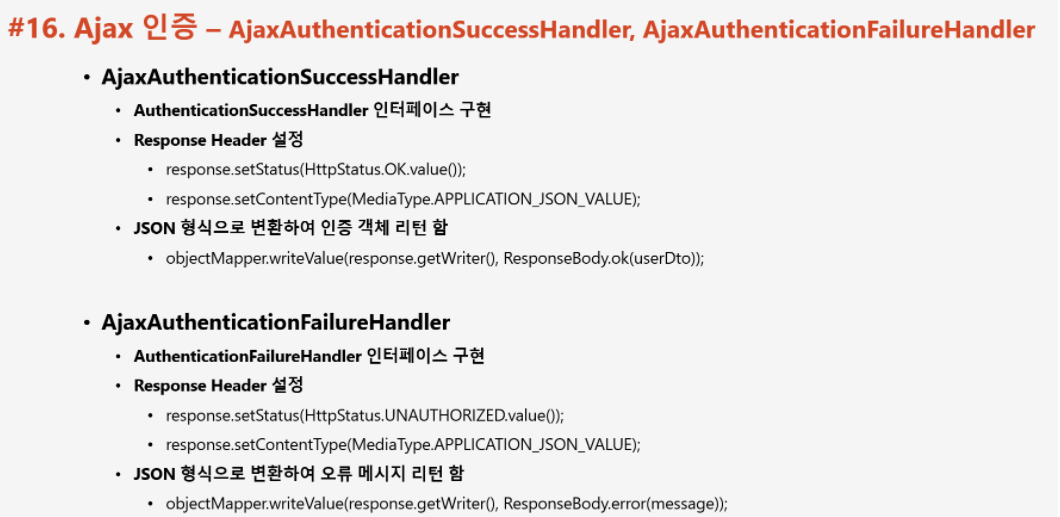 #16. Ajax 인증 – AjaxAuthenticationSuccessHandler, AjaxAuthenticationFailureHandler
• AjaxAuthenticationSuccessHandler
• AuthenticationSuccessHandler 인터페이스 구현
• Response Header 설정
• response.setStatus(HttpStatus.OK.value());
• response.setContentType(MediaType.APPLICATION_JSON_VALUE);
• JSON 형식으로 변환하여 인증 객체 리턴 함
• objectMapper.writeValue(response.getWriter(), ResponseBody.ok(userDto));
• AjaxAuthenticationFailureHandler
• AuthenticationFailureHandler 인터페이스 구현
• Response Header 설정
• response.setStatus(HttpStatus.UNAUTHORIZED.value());
• response.setContentType(MediaType.APPLICATION_JSON_VALUE);
• JSON 형식으로 변환하여 오류 메시지 리턴 함
• objectMapper.writeValue(response.getWriter(), ResponseBody.error(message));